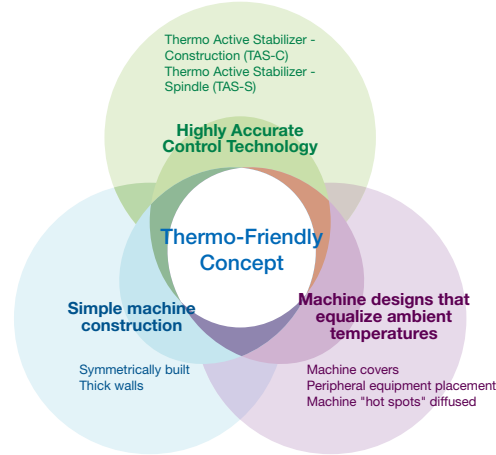 Thermo Active Stabilizer -
Construction (TAS-C)
Thermo Active Stabilizer -
Spindle (TAS-S)
Highly Accurate
Control Technology
Thermo-Friendly
Concept
Simple machine
construction
Symmetrically built
Thick walls
Machine designs that
equalize ambient
temperatures
Machine covers
Peripheral equipment placement
Machine "hot spots" diffused